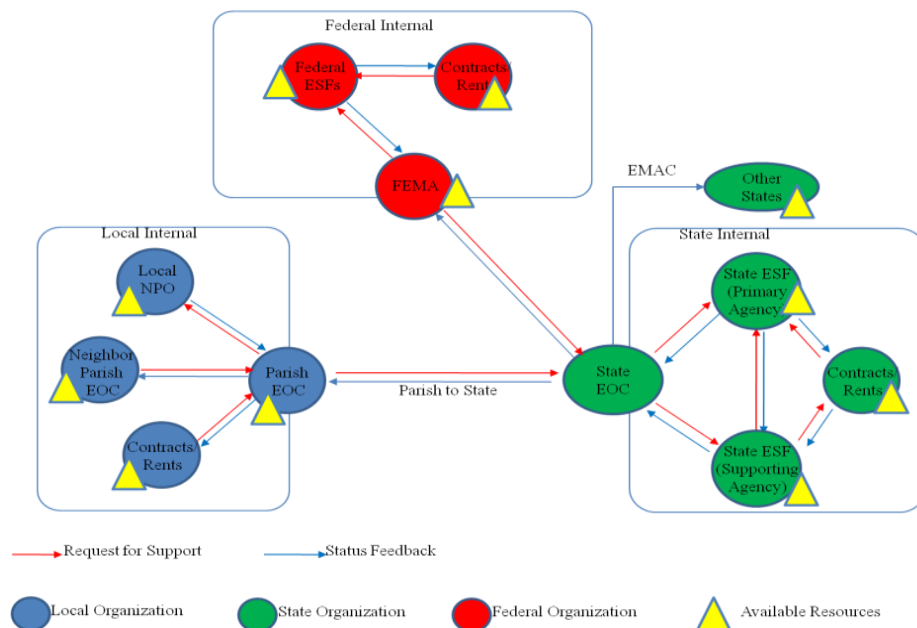 Federal Internal
Federal
ESFs
Contracts/
Rent
FEMA
EMAC
Other
States
Local Internal
Local
NPO
Neighbor
Parish
EOC
Contracts/
Rents
Parish
EOC
Parish to State
State
EOC
State Internal
State ESF
(Primary
Agency
Contracts
Rents
State ESF
(Supporting
Agency)
Request for Support
Status Feedback
Local Organization
State Organization
Federal Organization
Available Resources